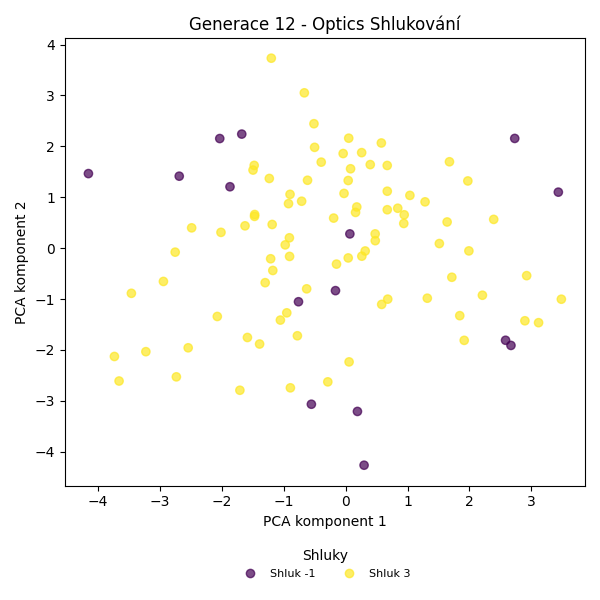 Generace 12 - Optics Shlukování
4
3
2
1
0
−1
−2
−3
−4
PCA komponent 2
−4 −3 −2 −1 0 1 2 3
PCA komponent 1
Shluky
Shluk -1 Shluk 3